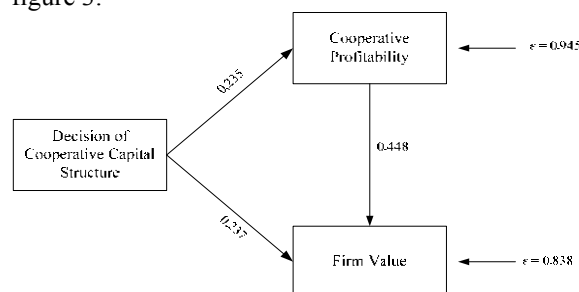 figure 3.
Cooperative
Profitability
ε = 0.945
0.235
Decision of
Cooperative Capital
Structure
0.448
0.237
Firm Value
ε = 0.838